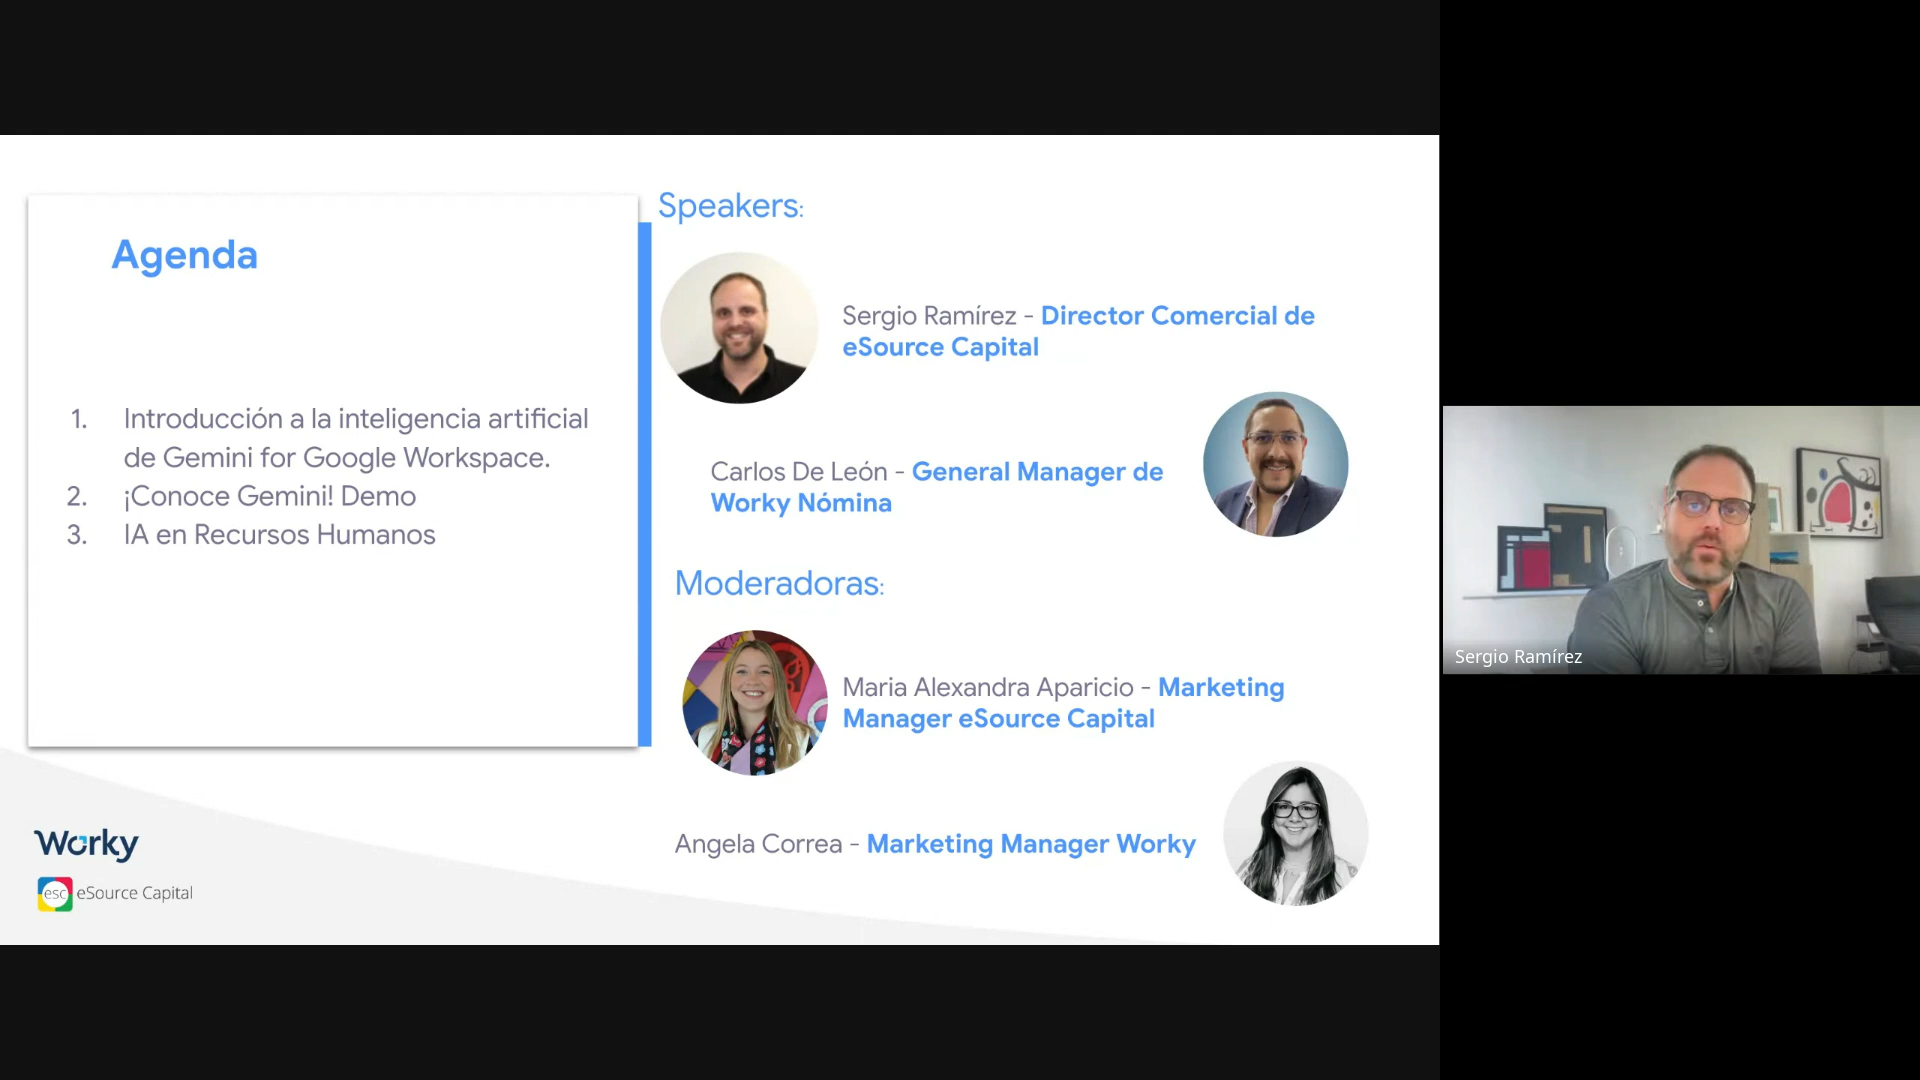 Agenda
1. Introducción a la inteligencia artificial
de Gemini for Google Workspace.
2. ¡Conoce Gemini! Demo
3. IA en Recursos Humanos
Speakers:
Sergio Ramírez - Director Comercial de
eSource Capital
Carlos De León - General Manager de
Worky Nómina
Moderadoras:
Maria Alexandra Aparicio - Marketing
Manager eSource Capital
Angela Correa - Marketing Manager Worky
Worky
esc eSource Capital
Sergio Ramírez